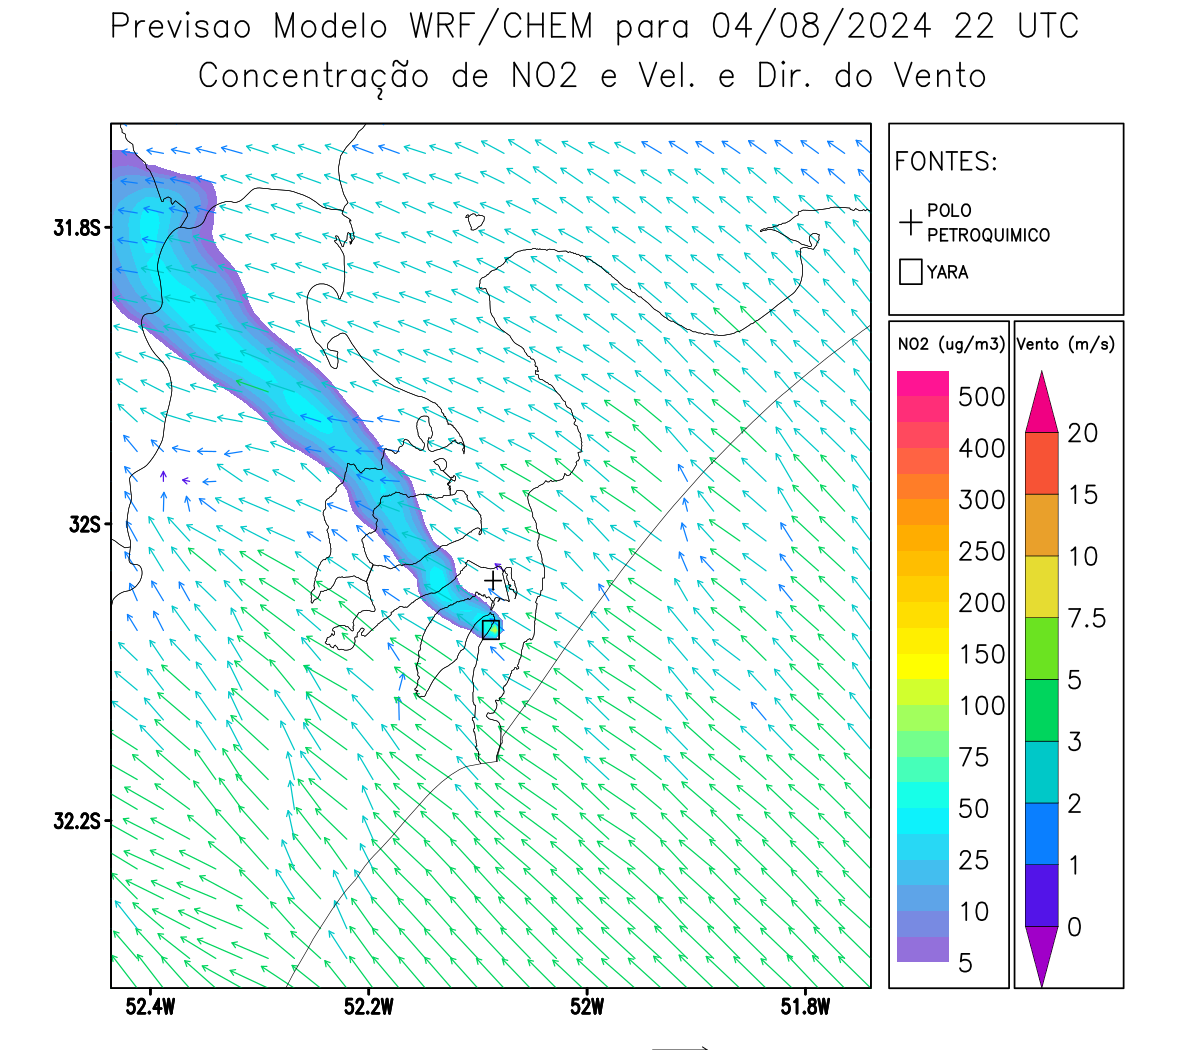 Previsao Modelo WRF/CHEM para 04/08/2024 22 UTC
Concentração de NO2 e Vel. e Dir. do Vento
FONTES:
POLO
PETROQUIMICO
YARA
NO2 (ug/m3)
500
400
300
250
200
150
100
75
50
25
10
5
Vento (m/s)
20
15
10
7.5
5
3
2
1
0
31.8S
32S
32.2S
52.4W
52.2W
52W
51.8W